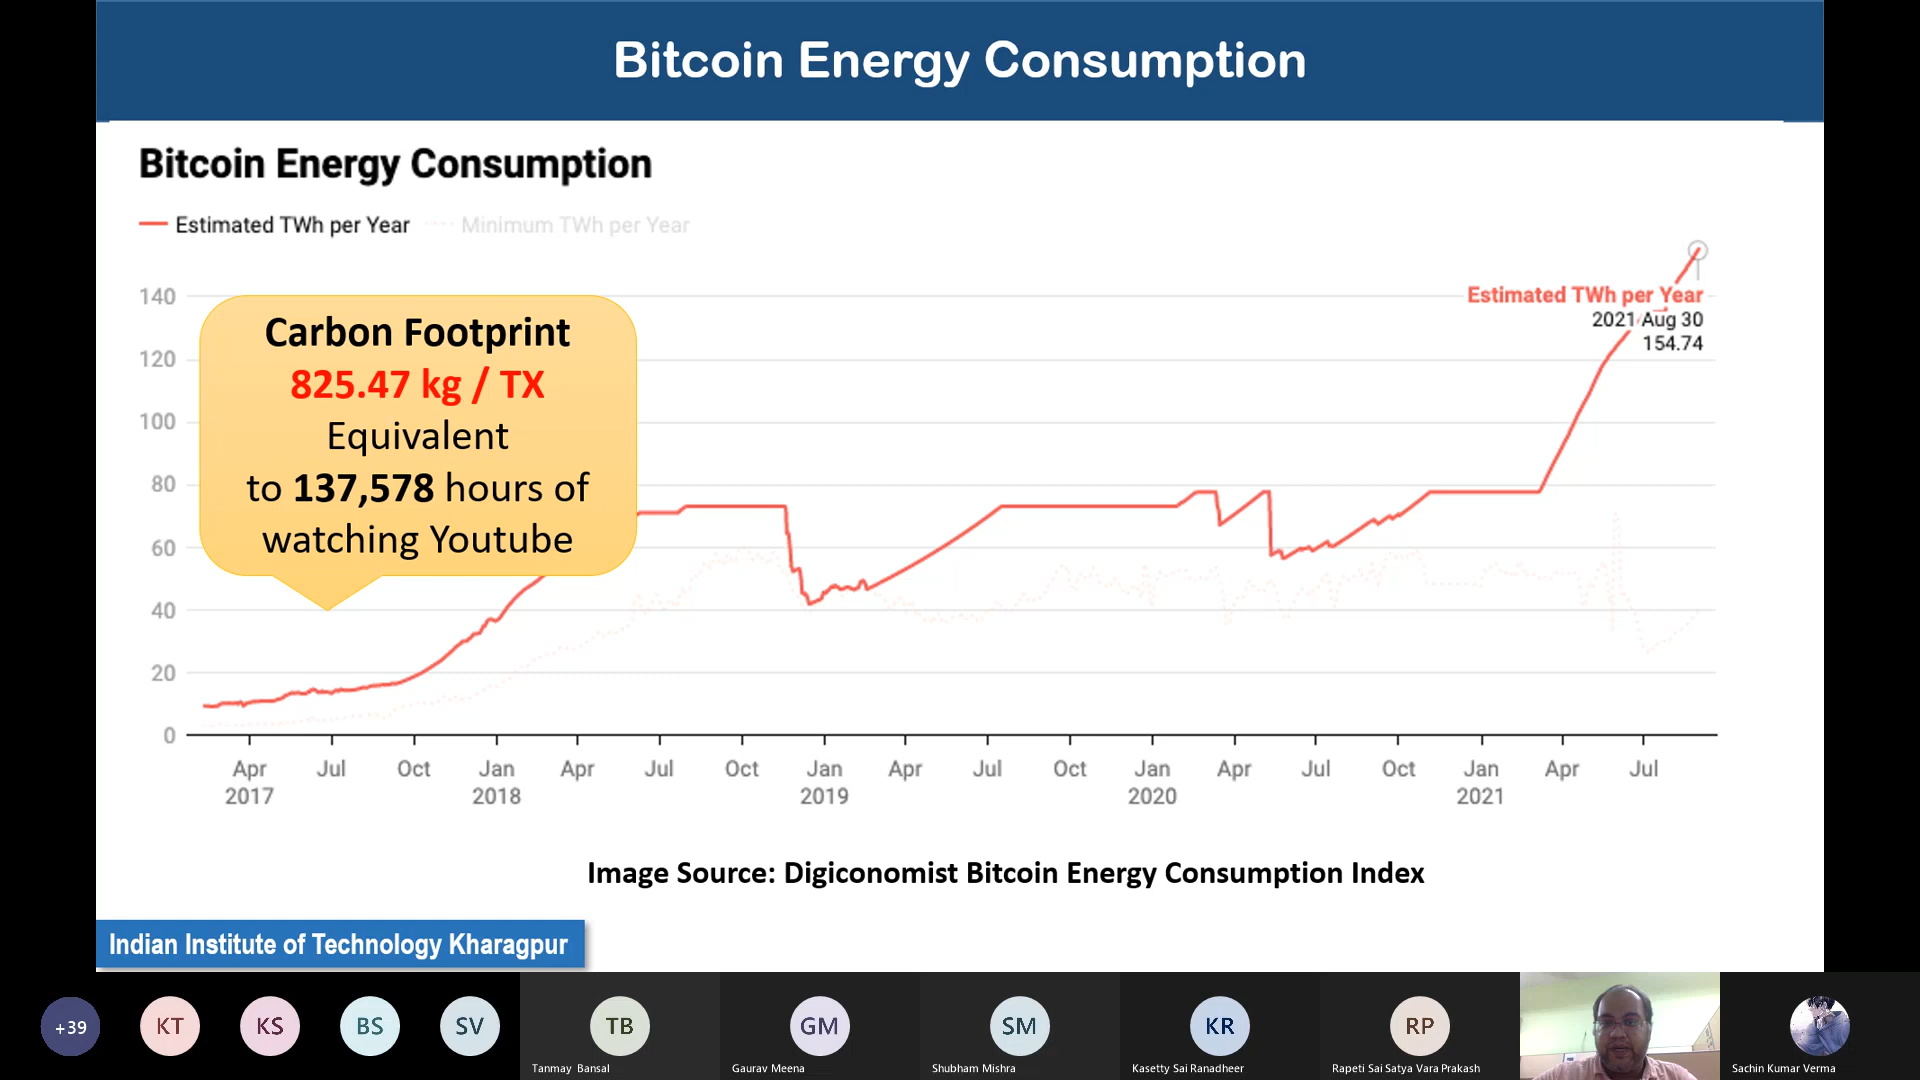 Bitcoin Energy Consumption
Bitcoin Energy Consumption
Estimated TWh per Year Minimum TWh per Year
140
120
100
80
60
40
20
0
Carbon Footprint
825.47 kg / TX
Equivalent
to 137,578 hours of
watching Youtube
Estimated TWh per Year
2021 Aug 30
154.74
Apr Jul Oct Jan Apr Jul Oct Jan Apr Jul Oct Jan Apr Jul Oct Jan Apr Jul
2017 2018 2019 2020 2021
Image Source: Digiconomist Bitcoin Energy Consumption Index
Indian Institute of Technology Kharagpur
+39 KT KS BS SV TB GM SM KR RP
Tanmay Bansal Gaurav Meena Shubham Mishra Kasetty Sai Ranadheer Rapeti Sai Satya Vara Prakash Sachin Kumar Verma